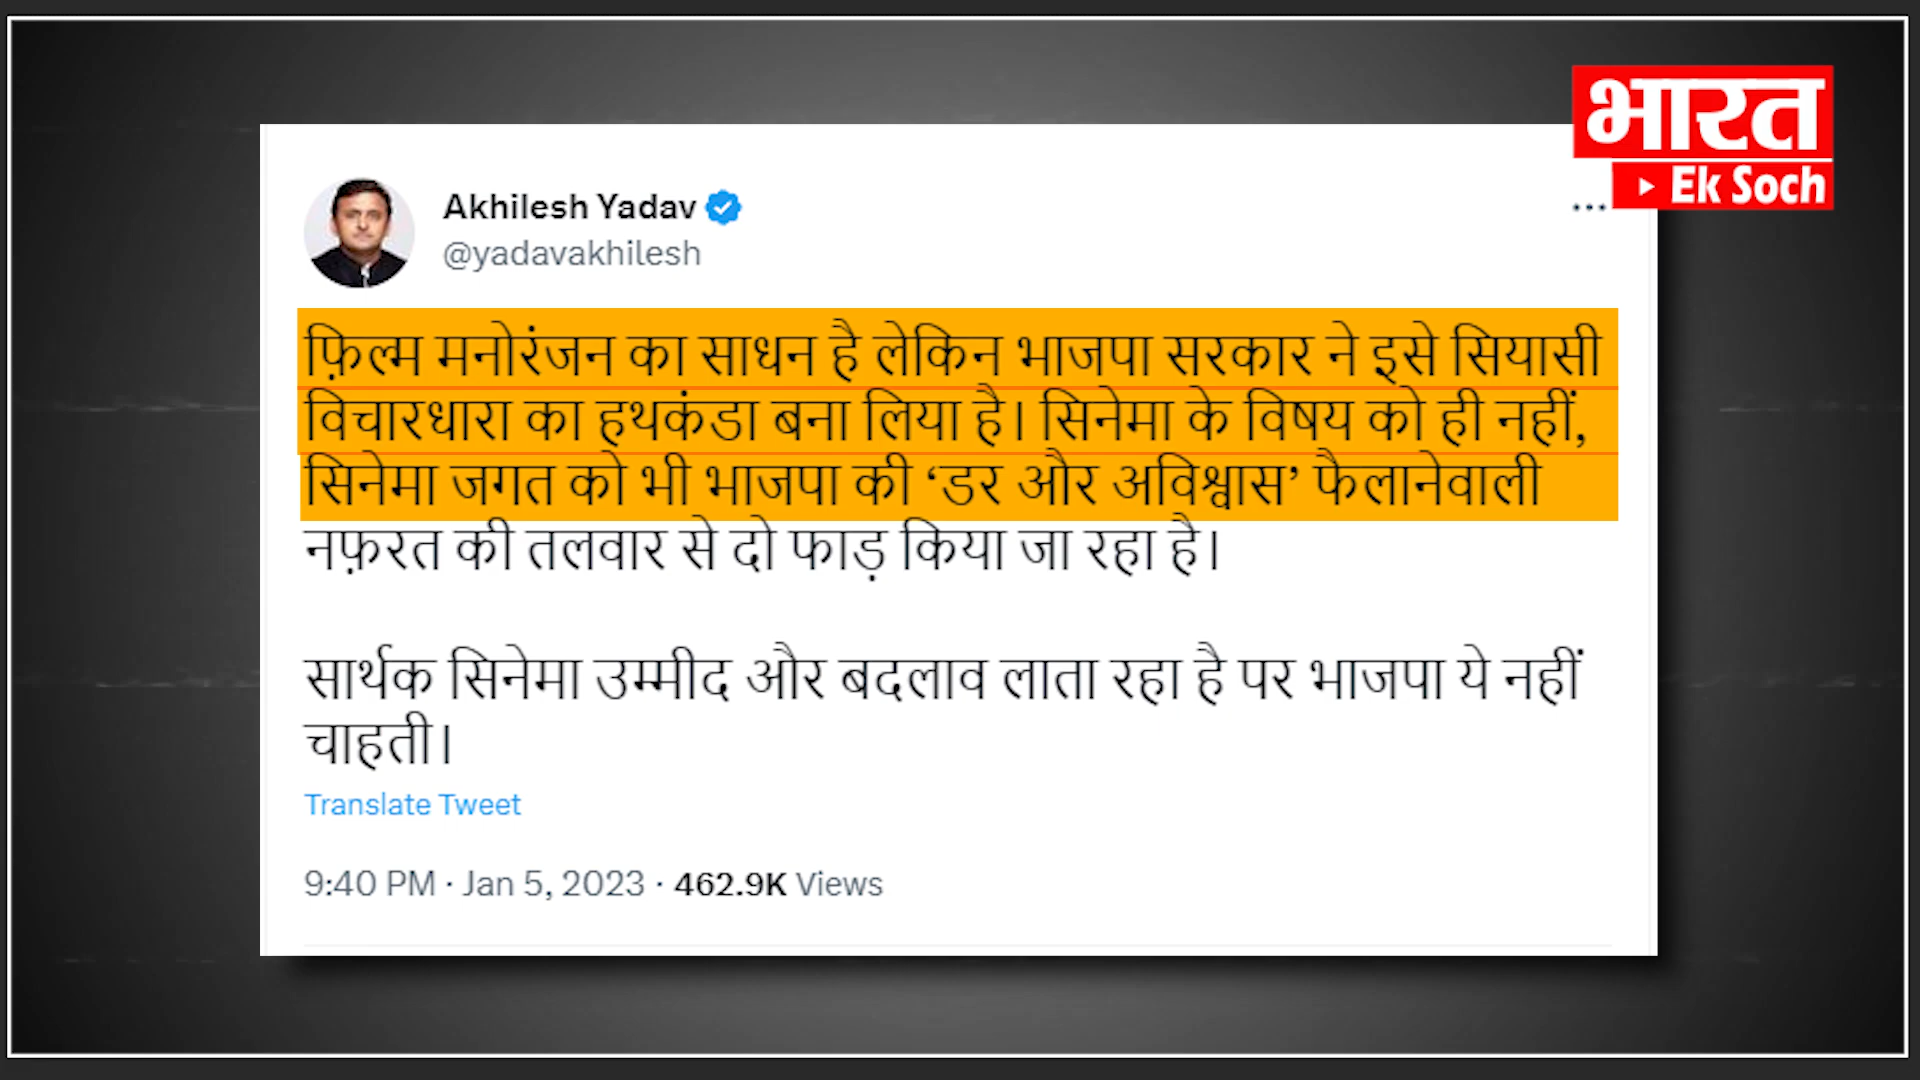 भारत
Ek Soch
Akhilesh Yadav
@yadavakhilesh
फ़िल्म मनोरंजन का साधन है लेकिन भाजपा सरकार ने इसे सियासी
विचारधारा का हथकंडा बना लिया है। सिनेमा के विषय को ही नहीं,
सिनेमा जगत को भी भाजपा की ‘डर और अविश्वास’ फैलानेवाली
नफ़रत की तलवार से दो फाड़ किया जा रहा है।
सार्थक सिनेमा उम्मीद और बदलाव लाता रहा है पर भाजपा ये नहीं
चाहती।
Translate Tweet
9:40 PM · Jan 5, 2023 · 462.9K Views